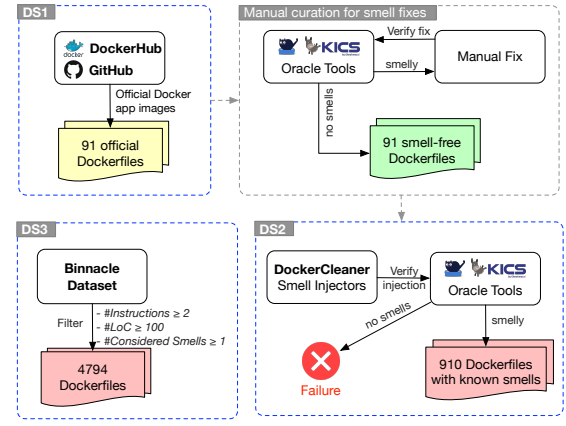 DS1
DockerHub
docker
GitHub
Official Docker
app images
91 official
Dockerfiles
Manual curation for smell fixes
KICS
Oracle Tools
Verify fix
smelly
Manual Fix
no smells
91 smell-free
Dockerfiles
DS3
Binnacle
Dataset
Filter
- #Instructions ≥ 2
- #LoC ≥ 100
- #Considered Smells ≥ 1
4794
Dockerfiles
DS2
DockerCleaner
Smell Injectors
Verify
injection
KICS
Oracle Tools
no smells
smelly
Failure
910 Dockerfiles
with known smells